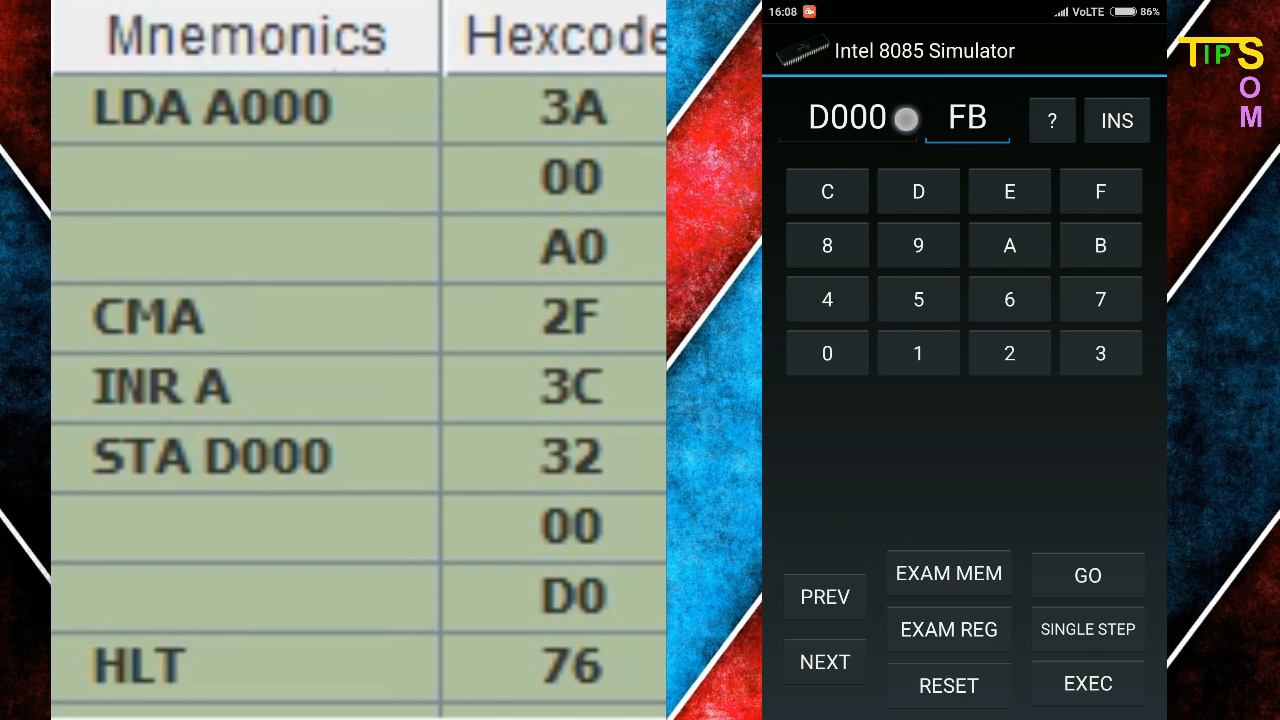 Mnemonics Hexcode
LDA A000 3A
00
A0
CMA 2F
INR A 3C
STA D000 32
00
D0
HLT 76
16:08 VoLTE 86%
Intel 8085 Simulator
D000 FB ? INS
C D E F
8 9 A B
4 5 6 7
0 1 2 3
EXAM MEM GO
PREV
EXAM REG SINGLE STEP
NEXT
RESET EXEC
TIPS
OM